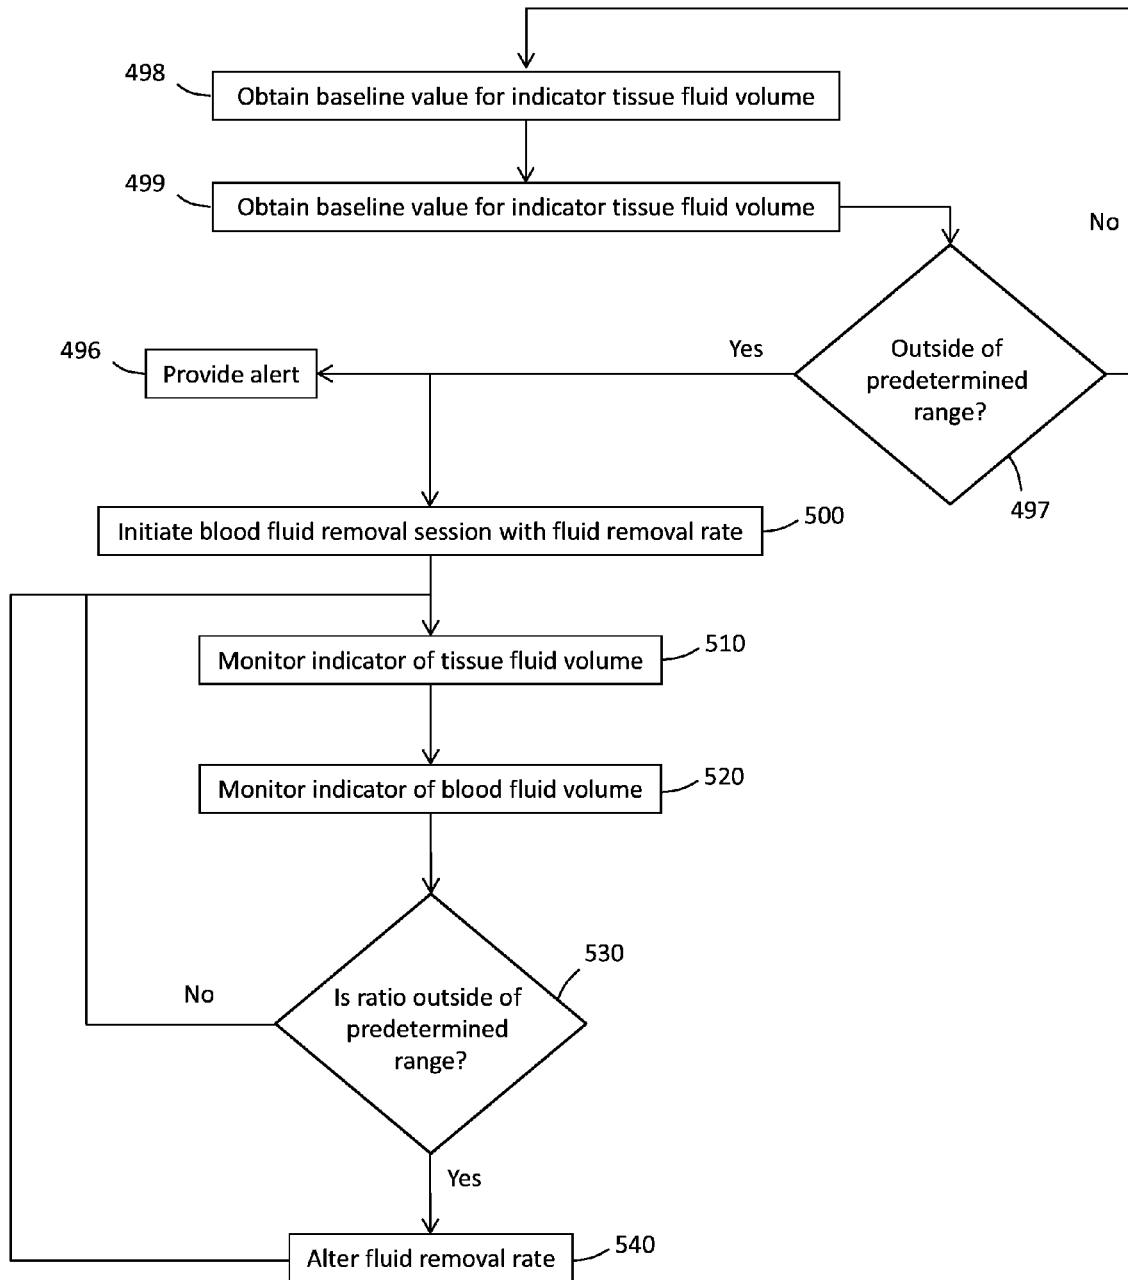 498
Obtain baseline value for indicator tissue fluid volume
499
Obtain baseline value for indicator tissue fluid volume
No
496
Provide alert
Yes
Outside of
predetermined
range?
497
Initiate blood fluid removal session with fluid removal rate
500
Monitor indicator of tissue fluid volume
510
Monitor indicator of blood fluid volume
520
530
No
Is ratio outside of
predetermined
range?
Yes
Alter fluid removal rate
540